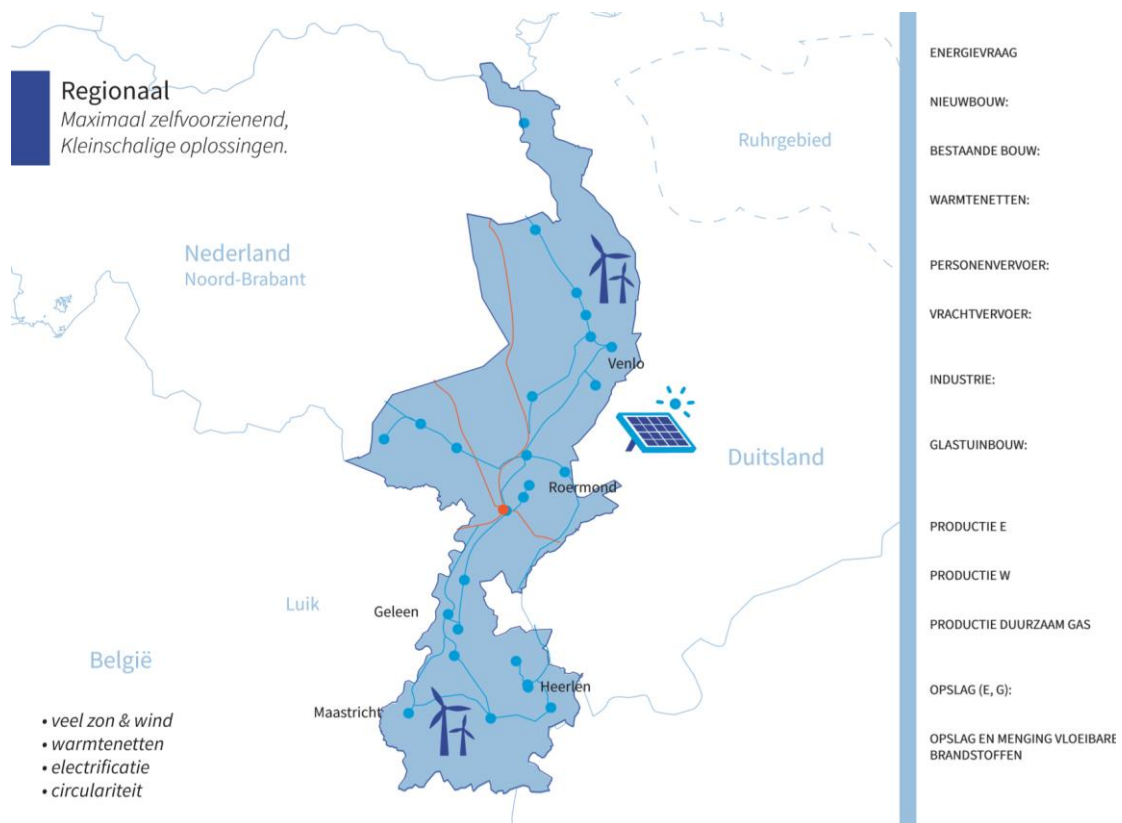 Regionaal
Maximaal zelfvoorzienend,
Kleinschalige oplossingen.
Ruhrgebied
Nederland
Noord-Brabant
Venlo
Duitsland
Roermond
Luik
Geleen
België
Heerlen
Maastricht
• veel zon & wind
• warmtenetten
• electrificatie
• circulariteit
ENERGIEVRAAG
NIEUWBOUW:
BESTAANDE BOUW:
WARMTENETTEN:
PERSONENVERVOER:
VRACHTVERVOER:
INDUSTRIE:
GLASTUINBOUW:
PRODUCTIE E
PRODUCTIE W
PRODUCTIE DUURZAAM GAS
OPSLAG (E, G):
OPSLAG EN MENGING VLOEIBARE
BRANDSTOFFEN